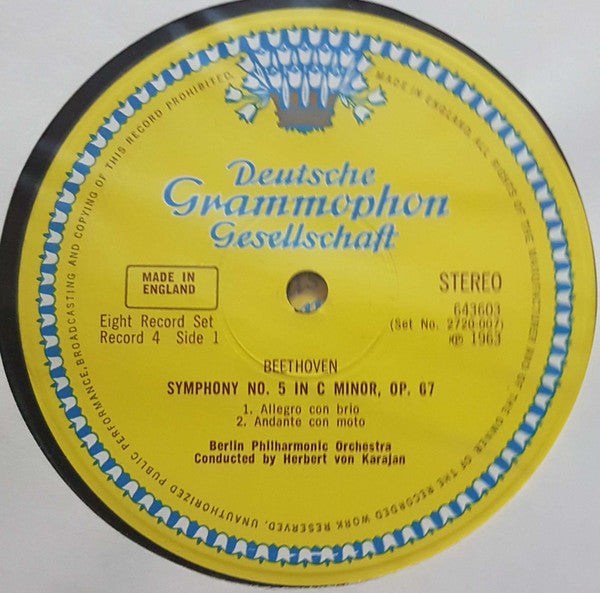 MADE IN ENGLAND. ALL RIGHTS OF THE MANUFACTURER AND OF THE OWNER OF THE RECORDED WORK RESERVED. UNAUTHORIZED PUBLIC PERFORMANCE, BROADCASTING AND COPYING OF THIS RECORD PROHIBITED.
Deutsche
Grammophon
Gesellschaft
MADE IN
ENGLAND
STEREO
643603
Eight Record Set
(Set No. 2720 007)
Record 4 Side 1
1963
BEETHOVEN
SYMPHONY NO. 5 IN C MINOR, OP. 67
1. Allegro con brio
2. Andante con moto
Berlin Philharmonic Orchestra
Conducted by Herbert von Karajan